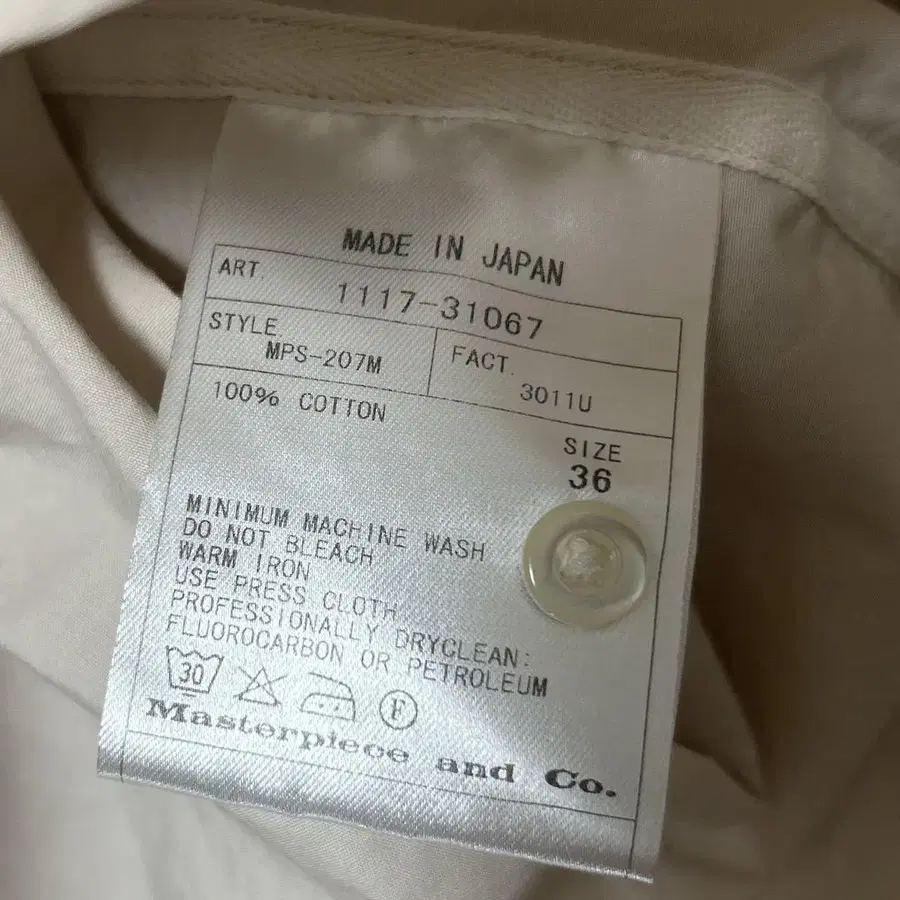 MADE IN JAPAN
ART
1117-31067
STYLE.
MPS-207M
FACT.
3011U
100% COTTON
SIZE
36
MINIMUM MACHINE WASH
DO NOT BLEACH
WARM IRON
USE PRESS CLOTH
PROFESSIONALLY DRYCLEAN:
FLUOROCARBON OR PETROLEUM
30
F
Masterpiece and Co.